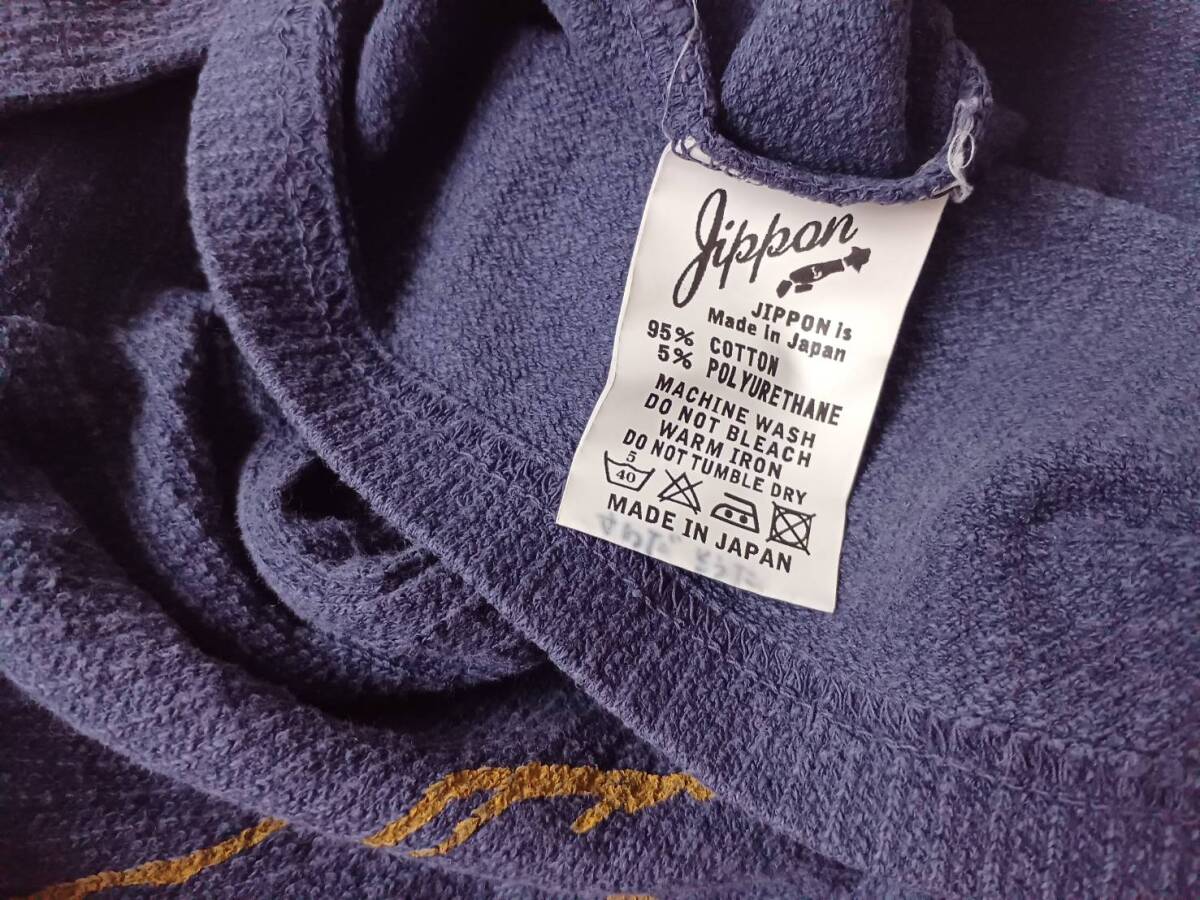 Jippon
JIPPON is
Made in Japan
95% COTTON
5% POLYURETHANE
MACHINE WASH
DO NOT BLEACH
WARM IRON
DO NOT TUMBLE DRY
5
40
MADE IN JAPAN